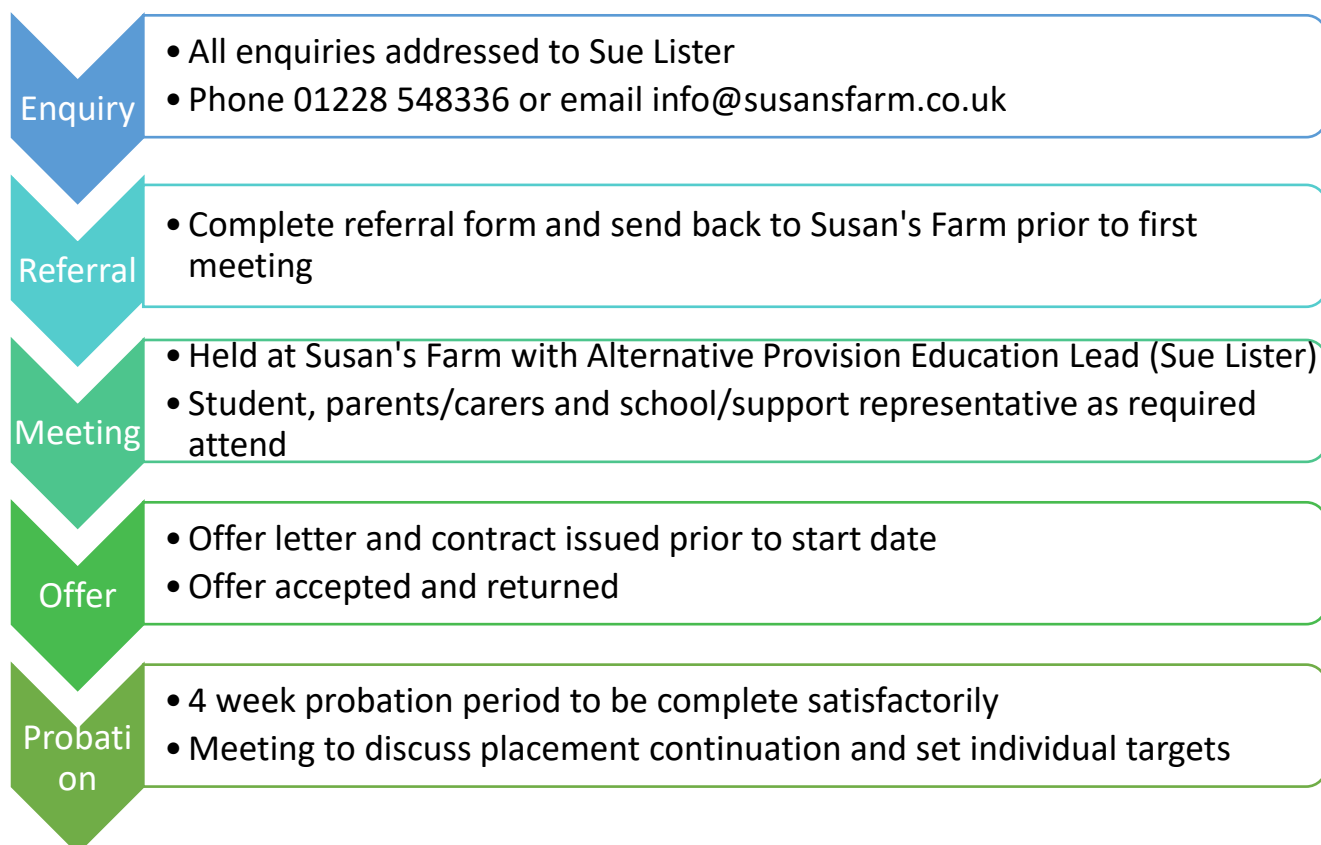 Enquiry
• All enquiries addressed to Sue Lister
• Phone 01228 548336 or email info@susansfarm.co.uk
Referral
• Complete referral form and send back to Susan's Farm prior to first
meeting
Meeting
• Held at Susan's Farm with Alternative Provision Education Lead (Sue Lister)
• Student, parents/carers and school/support representative as required
attend
Offer
• Offer letter and contract issued prior to start date
• Offer accepted and returned
Probati
on
• 4 week probation period to be complete satisfactorily
• Meeting to discuss placement continuation and set individual targets